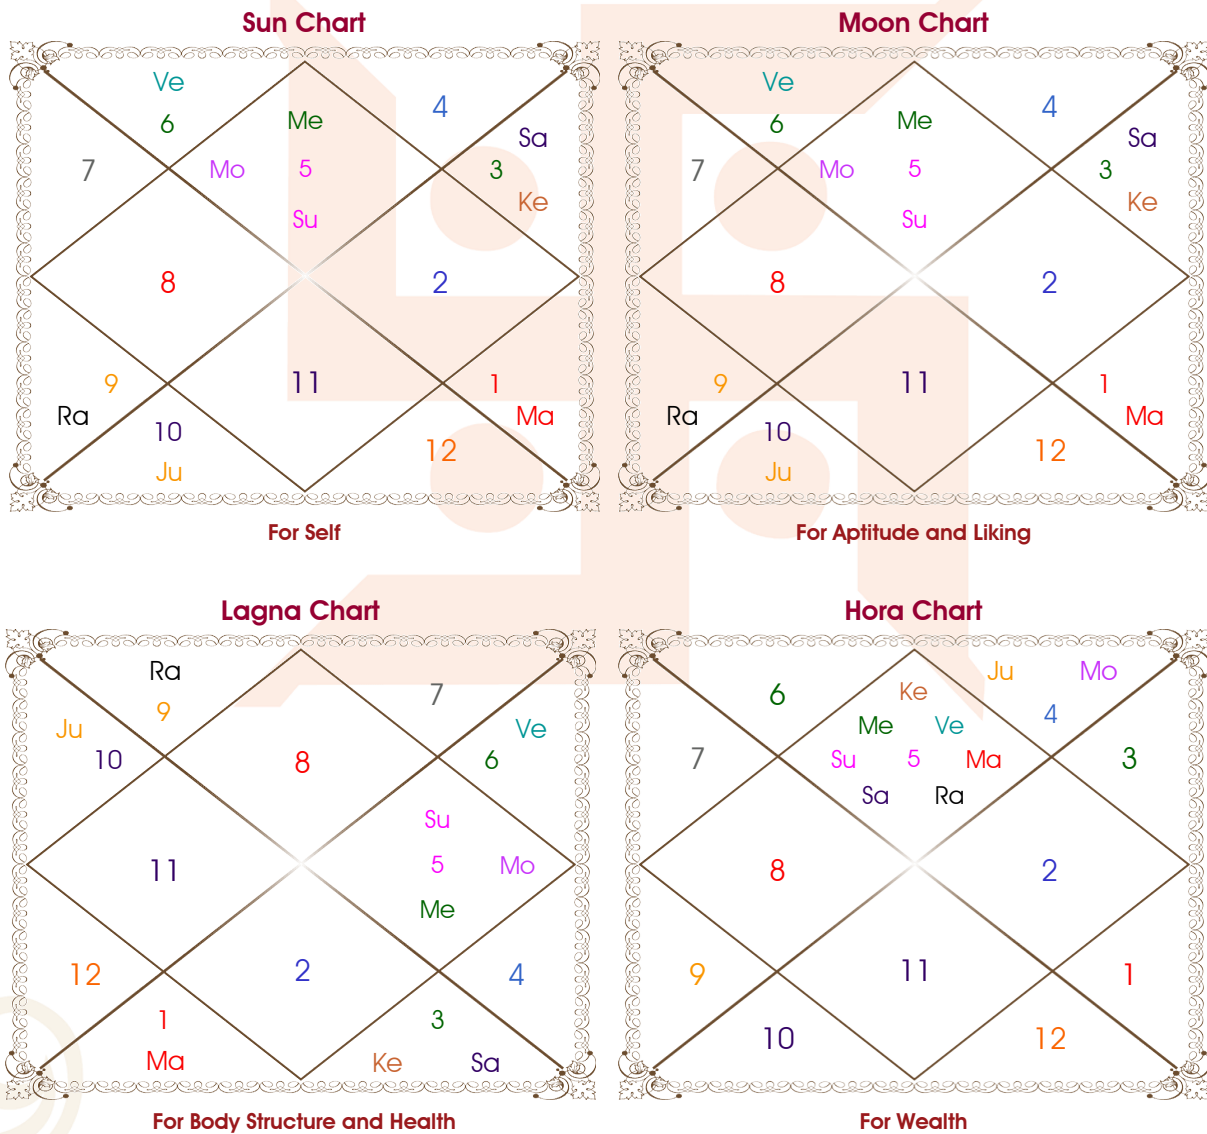 Sun Chart
Ve
4
6
Me
Sa
7
Mo
5
3
Su
Ke
8
2
9
11
1
Ra
10
Ma
12
Ju
For Self
Moon Chart
Ve
4
6
Me
Sa
7
Mo
5
3
Su
Ke
8
2
9
11
1
Ra
10
Ma
12
Ju
For Aptitude and Liking
Lagna Chart
Ra
7
9
Ju
Ve
10
8
6
Su
11
5
Mo
Me
12
2
4
1
3
Ma
Ke
Sa
For Body Structure and Health
Hora Chart
Ju
Mo
6
Ke
4
Me
Ve
7
Su
5
Ma
3
Sa
Ra
8
2
9
11
1
10
12
For Wealth